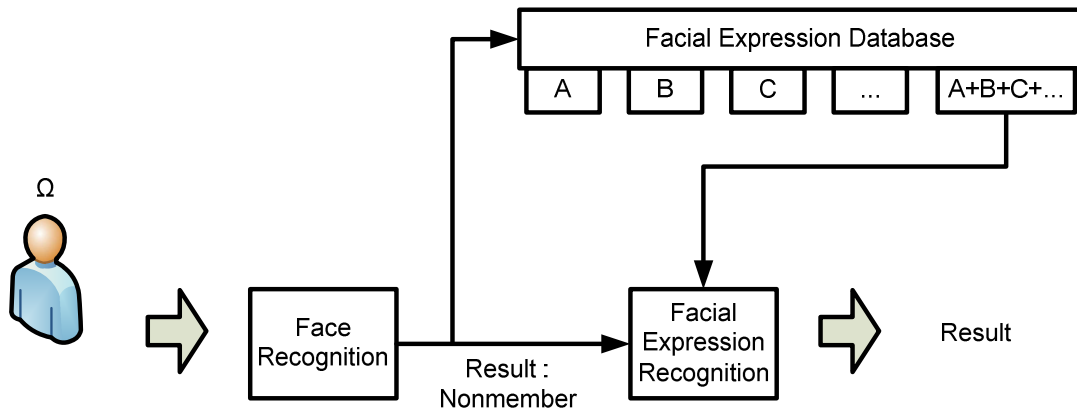 Facial Expression Database
A
B
C
...
A+B+C+...
Ω
Face
Recognition
Result :
Nonmember
Facial
Expression
Recognition
Result